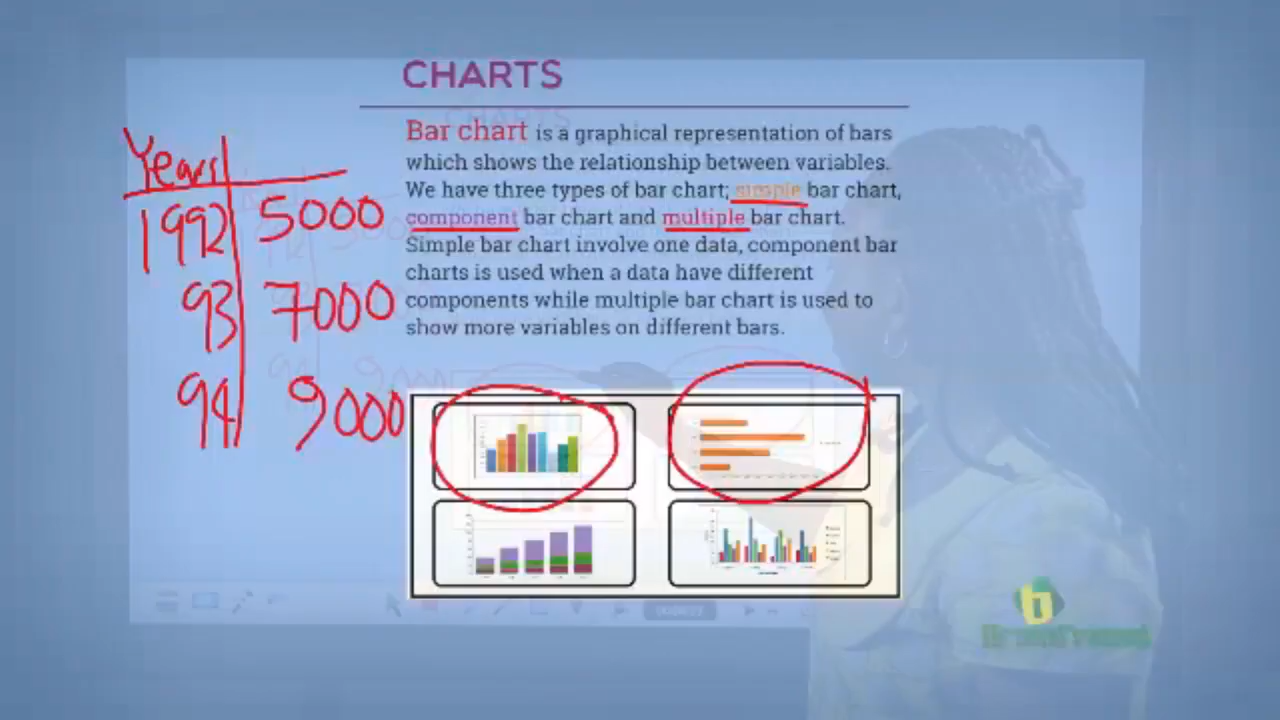 CHARTS
Bar chart is a graphical representation of bars
which shows the relationship between variables.
We have three types of bar chart; simple bar chart,
component bar chart and multiple bar chart.
Simple bar chart involve one data, component bar
charts is used when a data have different
components while multiple bar chart is used to
show more variables on different bars.
Years
1992 5000
93 7000
94 9000